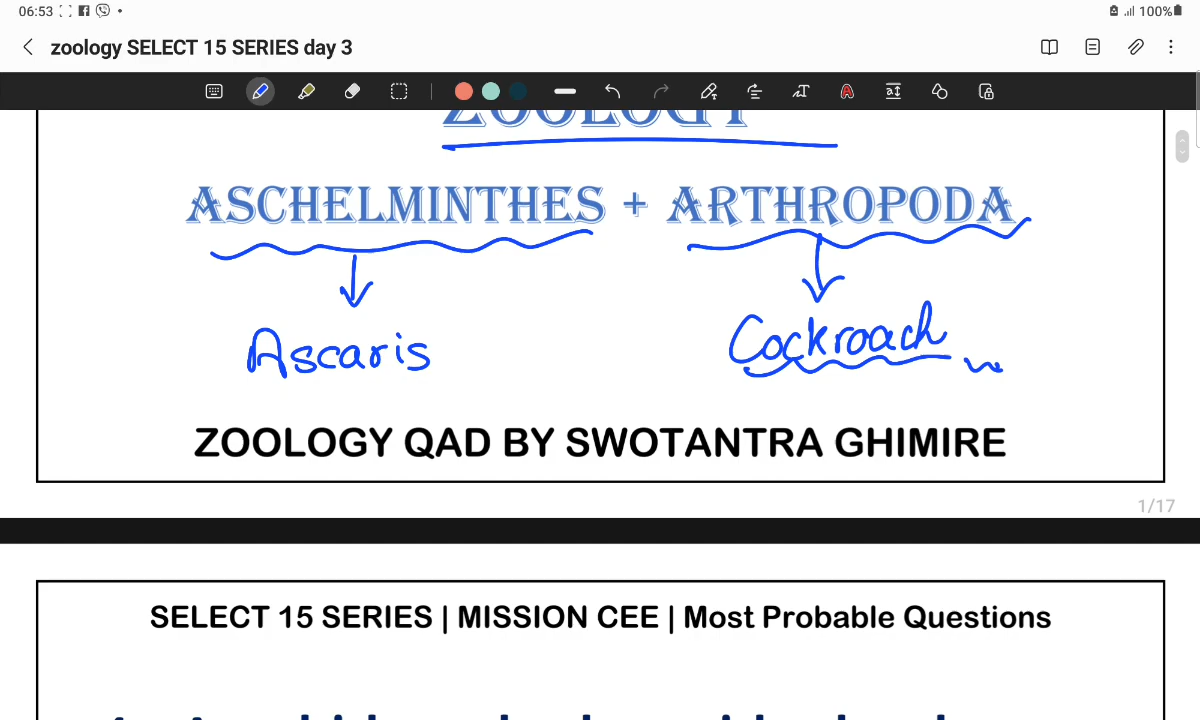 06:53 100%
zoology SELECT 15 SERIES day 3
ZOOLOGY
ASCHELMINTHES + ARTHROPODA
Ascaris Cockroach
ZOOLOGY QAD BY SWOTANTRA GHIMIRE
1/17
SELECT 15 SERIES | MISSION CEE | Most Probable Questions